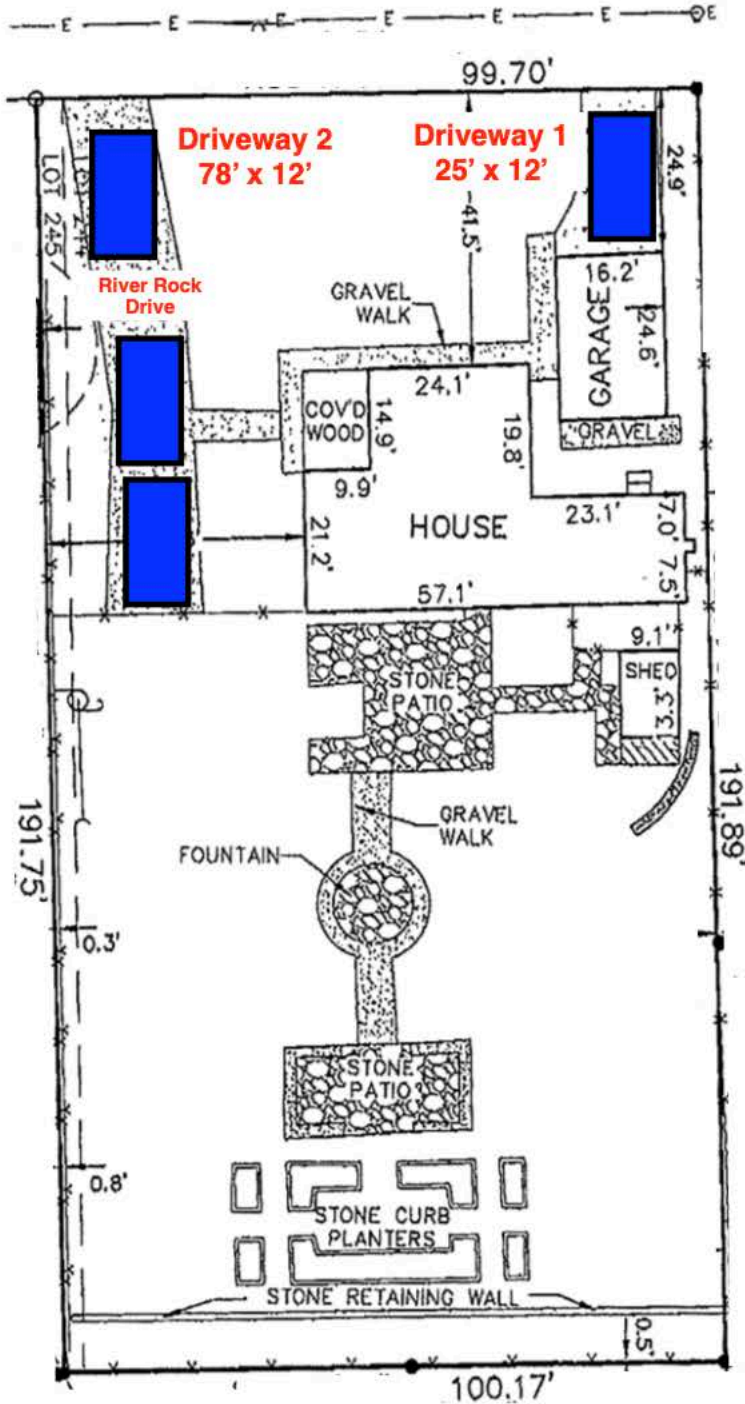 E E E E E E
99.70'
Driveway 2
78' x 12'
Driveway 1
25' x 12'
LOT 245
24.9'
41.5'
River Rock
Drive
16.2'
GARAGE
24.6'
GRAVEL
WALK
24.1'
COV'D
WOOD
14.9'
19.8'
GRAVEL
9.9'
23.1'
HOUSE
21.2'
7.0'
7.5'
57.1'
9.1'
STONE
PATIO
SHED
13.3'
191.75'
191.89'
GRAVEL
WALK
FOUNTAIN
0.3'
STONE
PATIO
0.8'
STONE CURB
PLANTERS
STONE RETAINING WALL
0.5'
100.17'